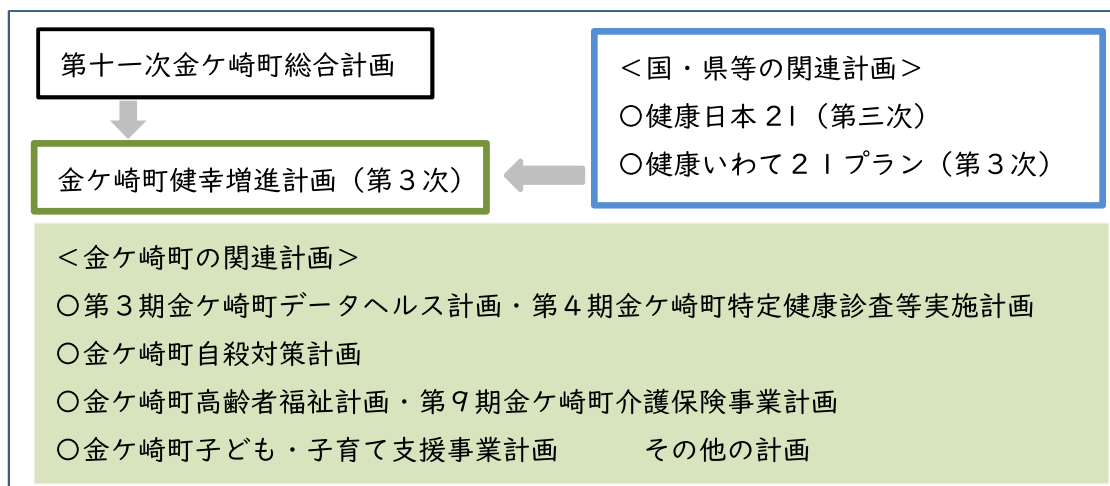 第十一次金ケ崎町総合計画
金ケ崎町健幸増進計画（第３次）
＜国・県等の関連計画＞
○健康日本 21（第三次）
○健康いわて２１プラン（第３次）
＜金ケ崎町の関連計画＞
○第３期金ケ崎町データヘルス計画・第４期金ケ崎町特定健康診査等実施計画
○金ケ崎町自殺対策計画
○金ケ崎町高齢者福祉計画・第９期金ケ崎町介護保険事業計画
○金ケ崎町子ども・子育て支援事業計画　　　その他の計画